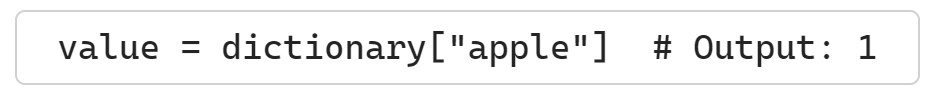 value = dictionary["apple"]  # Output: 1